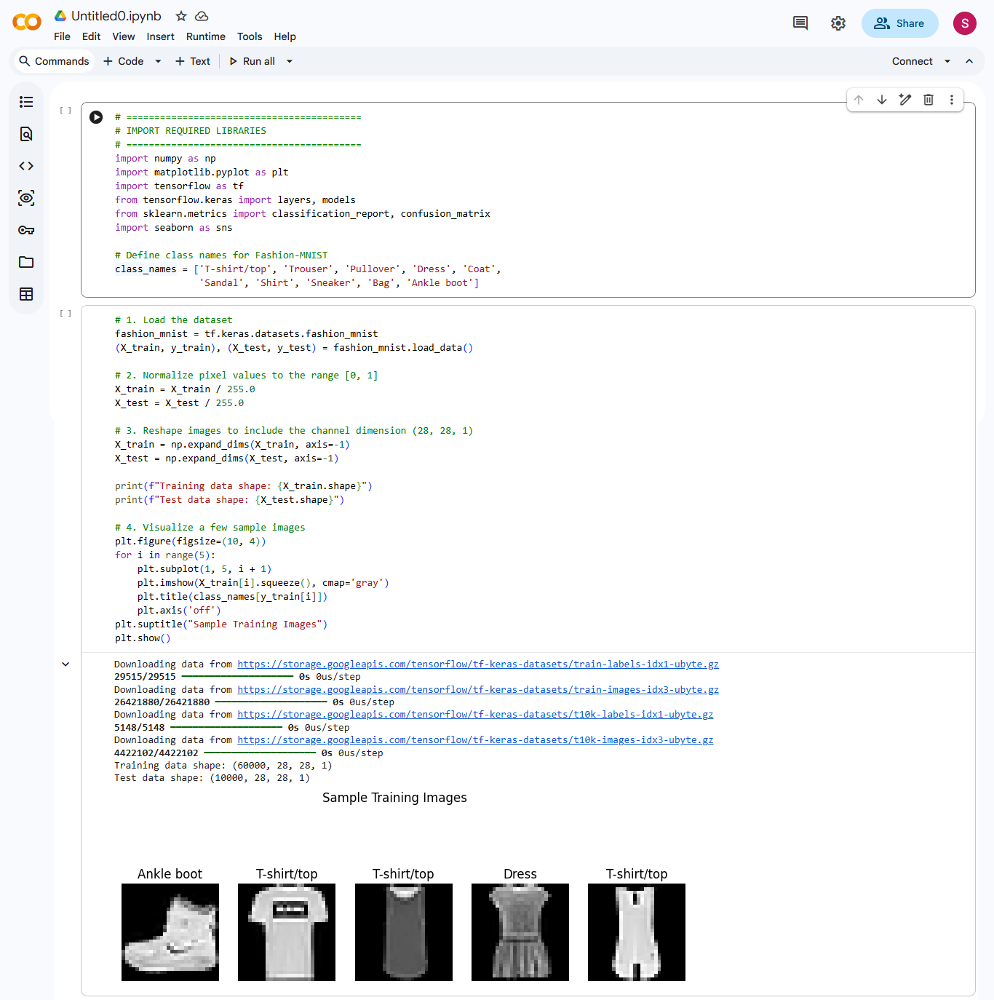 Untitled0.ipynb
File Edit View Insert Runtime Tools Help
Share
S
Commands + Code + Text Run all
Connect
[ ]
# ==========================================
# IMPORT REQUIRED LIBRARIES
# ==========================================
import numpy as np
import matplotlib.pyplot as plt
import tensorflow as tf
from tensorflow.keras import layers, models
from sklearn.metrics import classification_report, confusion_matrix
import seaborn as sns
# Define class names for Fashion-MNIST
class_names = ['T-shirt/top', 'Trouser', 'Pullover', 'Dress', 'Coat',
'Sandal', 'Shirt', 'Sneaker', 'Bag', 'Ankle boot']
[ ]
# 1. Load the dataset
fashion_mnist = tf.keras.datasets.fashion_mnist
(X_train, y_train), (X_test, y_test) = fashion_mnist.load_data()
# 2. Normalize pixel values to the range [0, 1]
X_train = X_train / 255.0
X_test = X_test / 255.0
# 3. Reshape images to include the channel dimension (28, 28, 1)
X_train = np.expand_dims(X_train, axis=-1)
X_test = np.expand_dims(X_test, axis=-1)
print(f"Training data shape: {X_train.shape}")
print(f"Test data shape: {X_test.shape}")
# 4. Visualize a few sample images
plt.figure(figsize=(10, 4))
for i in range(5):
plt.subplot(1, 5, i + 1)
plt.imshow(X_train[i].squeeze(), cmap='gray')
plt.title(class_names[y_train[i]])
plt.axis('off')
plt.suptitle("Sample Training Images")
plt.show()
Downloading data from https://storage.googleapis.com/tensorflow/tf-keras-datasets/train-labels-idx1-ubyte.gz
29515/29515 ━━━━━━━━━━━━━━━━━━━━ 0s 0us/step
Downloading data from https://storage.googleapis.com/tensorflow/tf-keras-datasets/train-images-idx3-ubyte.gz
26421880/26421880 ━━━━━━━━━━━━━━━━━━━━ 0s 0us/step
Downloading data from https://storage.googleapis.com/tensorflow/tf-keras-datasets/t10k-labels-idx1-ubyte.gz
5148/5148 ━━━━━━━━━━━━━━━━━━━━ 0s 0us/step
Downloading data from https://storage.googleapis.com/tensorflow/tf-keras-datasets/t10k-images-idx3-ubyte.gz
4422102/4422102 ━━━━━━━━━━━━━━━━━━━━ 0s 0us/step
Training data shape: (60000, 28, 28, 1)
Test data shape: (10000, 28, 28, 1)
Sample Training Images
Ankle boot T-shirt/top T-shirt/top Dress T-shirt/top